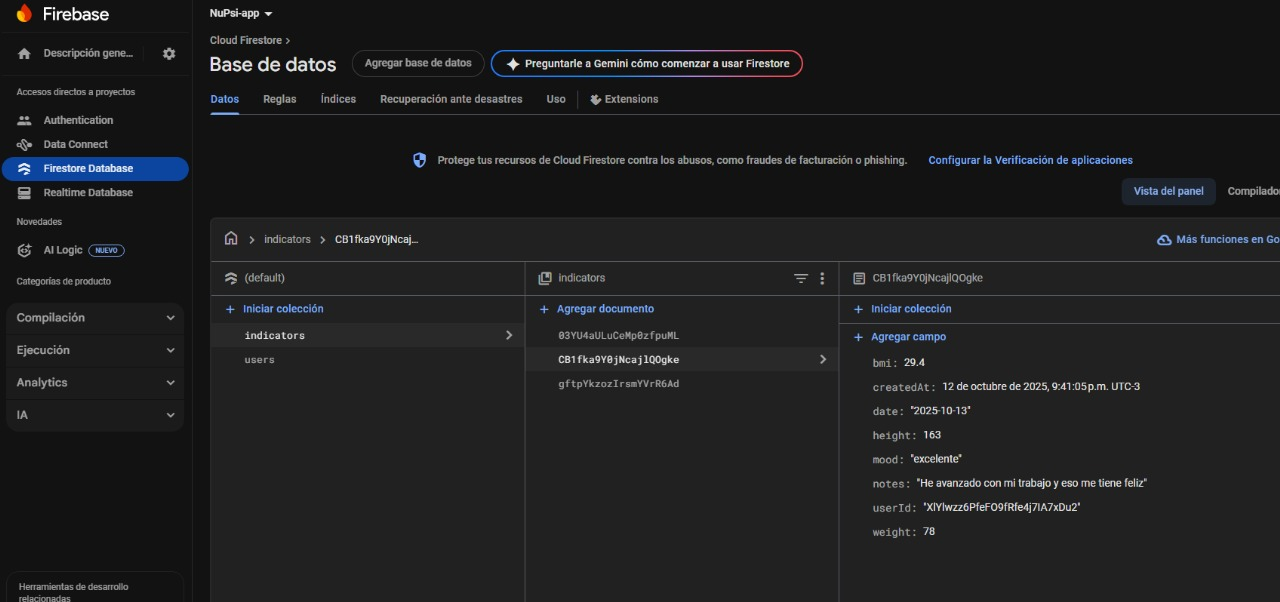 Firebase
Descripción gene...
Accesos directos a proyectos
Authentication
Data Connect
Firestore Database
Realtime Database
Novedades
AI Logic NUEVO
Categorías de producto
Compilación
Ejecución
Analytics
IA
Herramientas de desarrollo
relacionadas
NuPsi-app
Cloud Firestore
Base de datos
Agregar base de datos
Preguntarle a Gemini cómo comenzar a usar Firestore
Datos Reglas Índices Recuperación ante desastres Uso Extensions
Protege tus recursos de Cloud Firestore contra los abusos, como fraudes de facturación o phishing. Configurar la Verificación de aplicaciones
Vista del panel Compilador
indicators CB1fka9Y0jNcaj...
Más funciones en Go
(default)
Iniciar colección
indicators
users
indicators
Agregar documento
03YU4aULuCeMp0zfpuML
CB1fka9Y0jNcajlQOgke
gftpYkzozIrsmYVrR6Ad
CB1fka9Y0jNcajlQOgke
Iniciar colección
Agregar campo
bmi: 29.4
createdAt: 12 de octubre de 2025, 9:41:05 p.m. UTC-3
date: "2025-10-13"
height: 163
mood: "excelente"
notes: "He avanzado con mi trabajo y eso me tiene feliz"
userId: "XlYlwzz6PfeFO9fRfe4j7IA7xDu2"
weight: 78